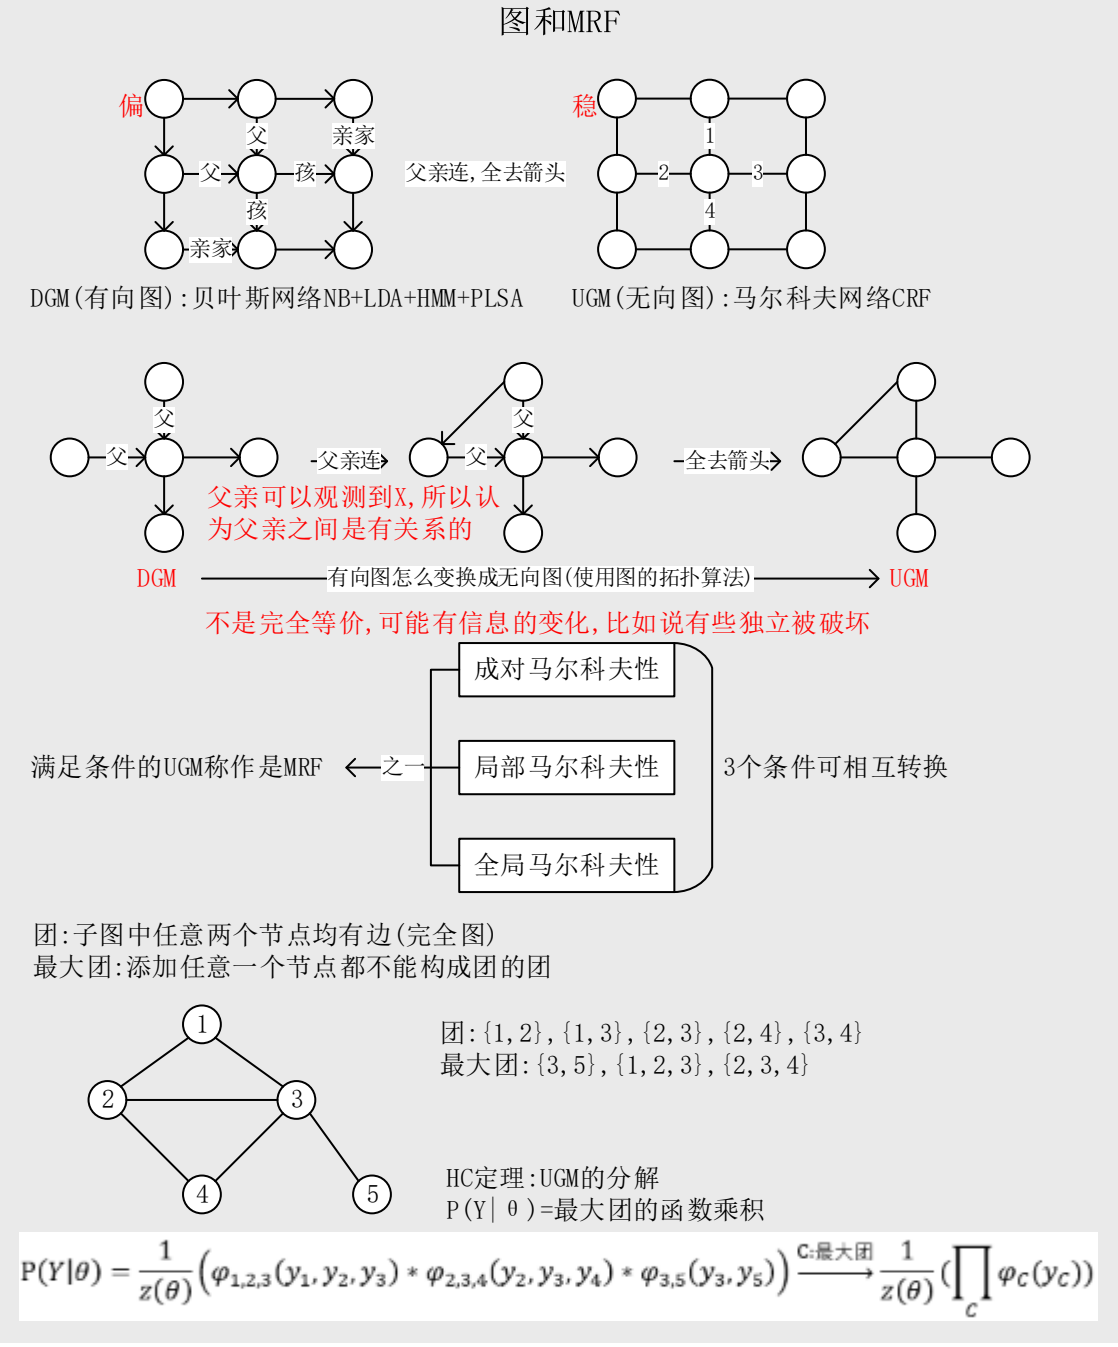 图和MRF
偏
稳
父
亲家
1
父
孩
父亲连,全去箭头
2
3
孩
4
亲家
DGM(有向图):贝叶斯网络NB+LDA+HMM+PLSA
UGM(无向图):马尔科夫网络CRF
父
父
父
父亲连
父
全去箭头
父亲可以观测到X,所以认
为父亲之间是有关系的
DGM
有向图怎么变换成无向图(使用图的拓扑算法)
UGM
不是完全等价,可能有信息的变化,比如说有些独立被破坏
成对马尔科夫性
满足条件的UGM称作是MRF
之一
局部马尔科夫性
3个条件可相互转换
全局马尔科夫性
团:子图中任意两个节点均有边(完全图)
最大团:添加任意一个节点都不能构成团的团
1
2
3
4
5
团:{1,2},{1,3},{2,3},{2,4},{3,4}
最大团:{3,5},{1,2,3},{2,3,4}
HC定理:UGM的分解
P(Y|θ)=最大团的函数乘积
P(Y|θ) = 1/z(θ) (φ1,2,3(y1, y2, y3) * φ2,3,4(y2, y3, y4) * φ3,5(y3, y5)) C:最大团→ 1/z(θ) (∏C φC(yC))